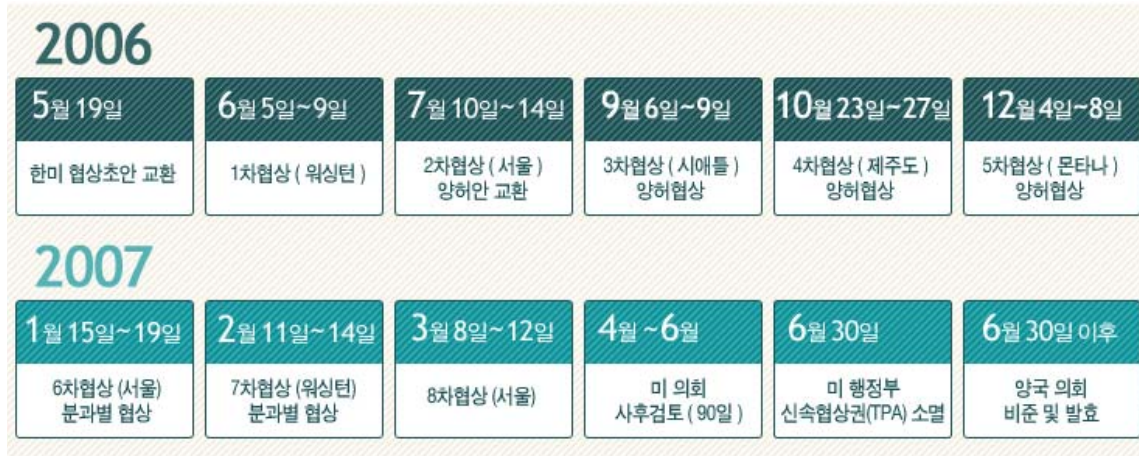 2006
5월 19일
한미 협상초안 교환
6월 5일~9일
1차협상 ( 워싱턴 )
7월 10일~14일
2차협상 ( 서울 )
양허안 교환
9월 6일~9일
3차협상 ( 시애틀 )
양허협상
10월 23일~27일
4차협상 ( 제주도 )
양허협상
12월 4일~8일
5차협상 ( 몬타나 )
양허협상
2007
1월 15일~19일
6차협상 (서울)
분과별 협상
2월 11일~14일
7차협상 (워싱턴)
분과별 협상
3월 8일~12일
8차협상 (서울)
4월 ~6월
미 의회
사후검토 ( 90일 )
6월 30일
미 행정부
신속협상권(TPA) 소멸
6월 30일 이후
양국 의회
비준 및 발효